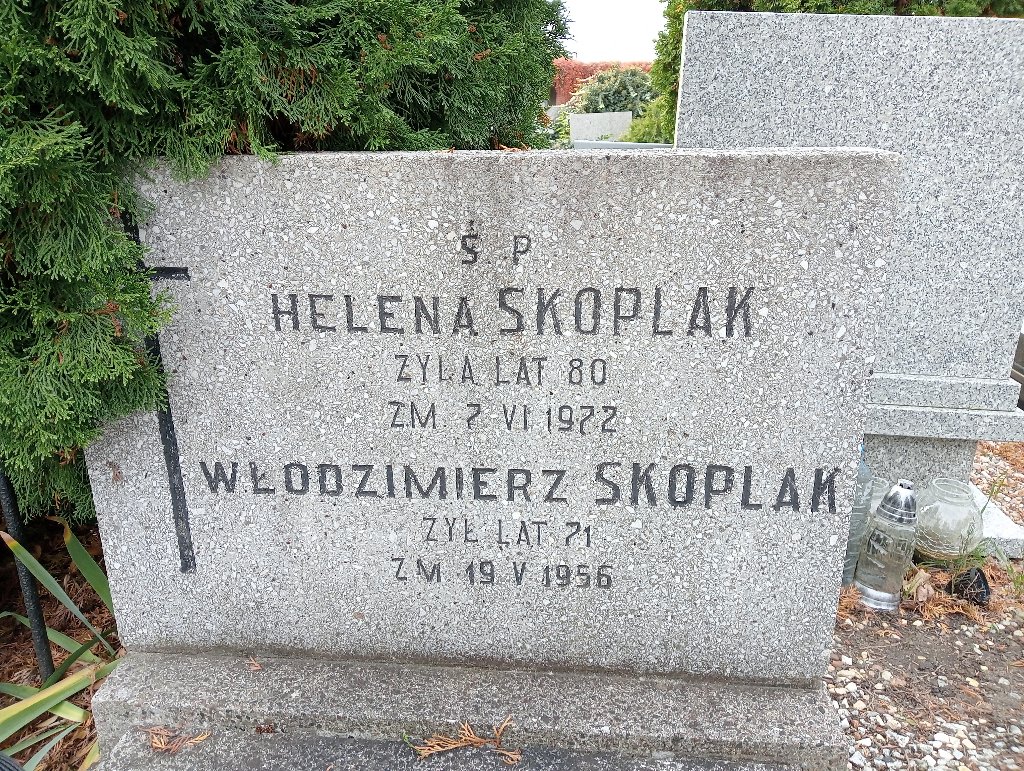 Ś P
HELENA SKOPLAK
ŻYŁA LAT 80
ZM. 7 VI 1972
WŁODZIMIERZ SKOPLAK
ŻYŁ LAT 71
ZM 19 V 1956